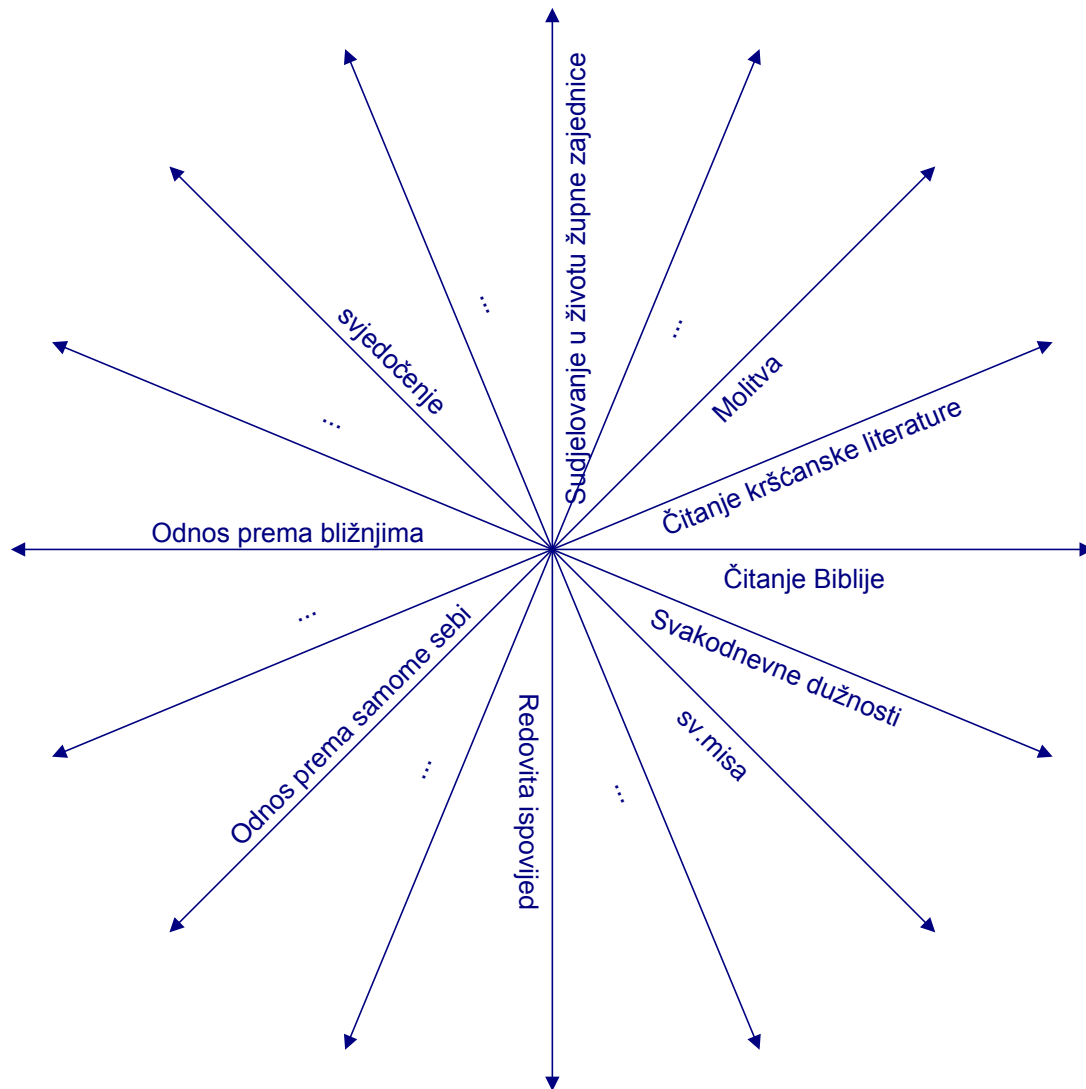 Sudjelovanje u životu župne zajednice
...
...
svjedočenje
Molitva
...
Čitanje kršćanske literature
Odnos prema bližnjima
Čitanje Biblije
...
Svakodnevne dužnosti
Odnos prema samome sebi
sv.misa
...
Redovita ispovijed
...